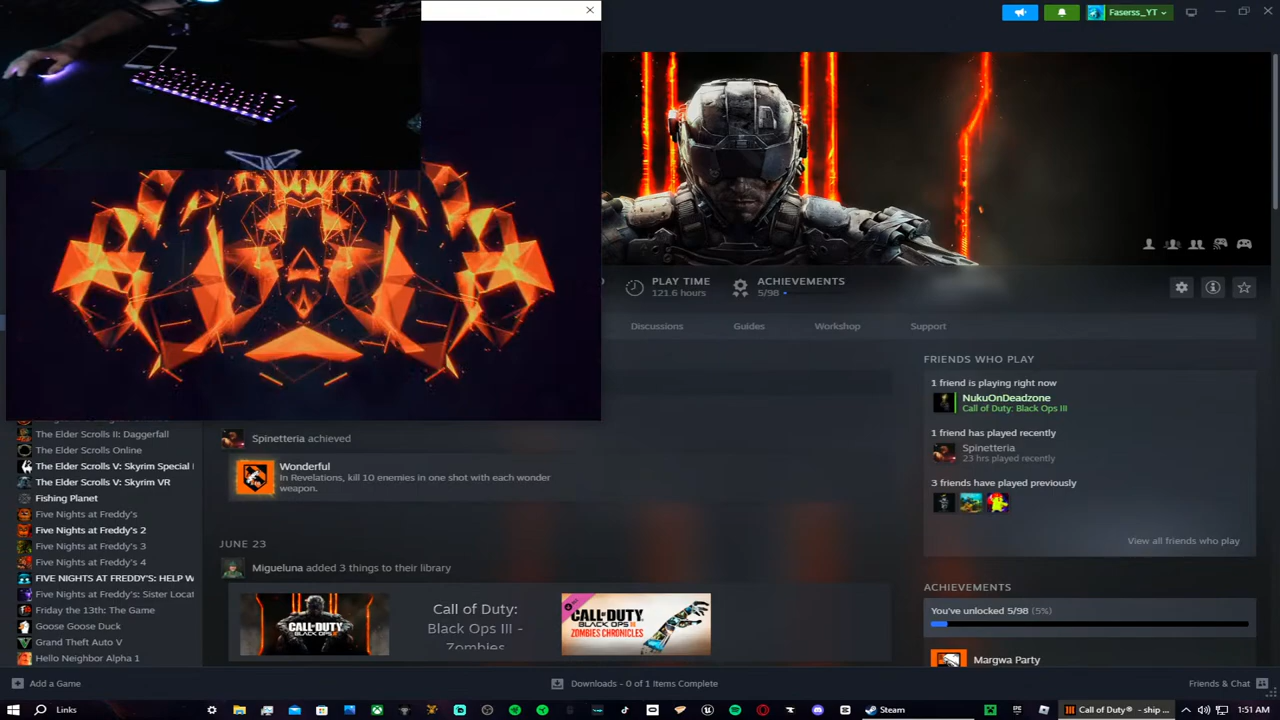 Faserss_YT
PLAY TIME
121.6 hours
ACHIEVEMENTS
5/98
Discussions
Guides
Workshop
Support
FRIENDS WHO PLAY
1 friend is playing right now
NukuOnDeadzone
Call of Duty: Black Ops III
1 friend has played recently
Spinetteria
23 hrs played recently
3 friends have played previously
View all friends who play
ACHIEVEMENTS
You've unlocked 5/98 (5%)
Margwa Party
Spinetteria achieved
Wonderful
In Revelations, kill 10 enemies in one shot with each wonder
weapon.
JUNE 23
Migueluna added 3 things to their library
CALL OF DUTY
BLACK OPS III
Call of Duty:
Black Ops III -
Zombies
CALL OF DUTY
BLACK OPS III
ZOMBIES CHRONICLES
The Elder Scrolls II: Daggerfall
The Elder Scrolls Online
The Elder Scrolls V: Skyrim Special
The Elder Scrolls V: Skyrim VR
Fishing Planet
Five Nights at Freddy's
Five Nights at Freddy's 2
Five Nights at Freddy's 3
Five Nights at Freddy's 4
FIVE NIGHTS AT FREDDY'S: HELP W
Five Nights at Freddy's: Sister Locat
Friday the 13th: The Game
Goose Goose Duck
Grand Theft Auto V
Hello Neighbor Alpha 1
Add a Game
Downloads - 0 of 1 Items Complete
Friends & Chat
Links
Steam
Call of Duty® - ship ...
1:51 AM